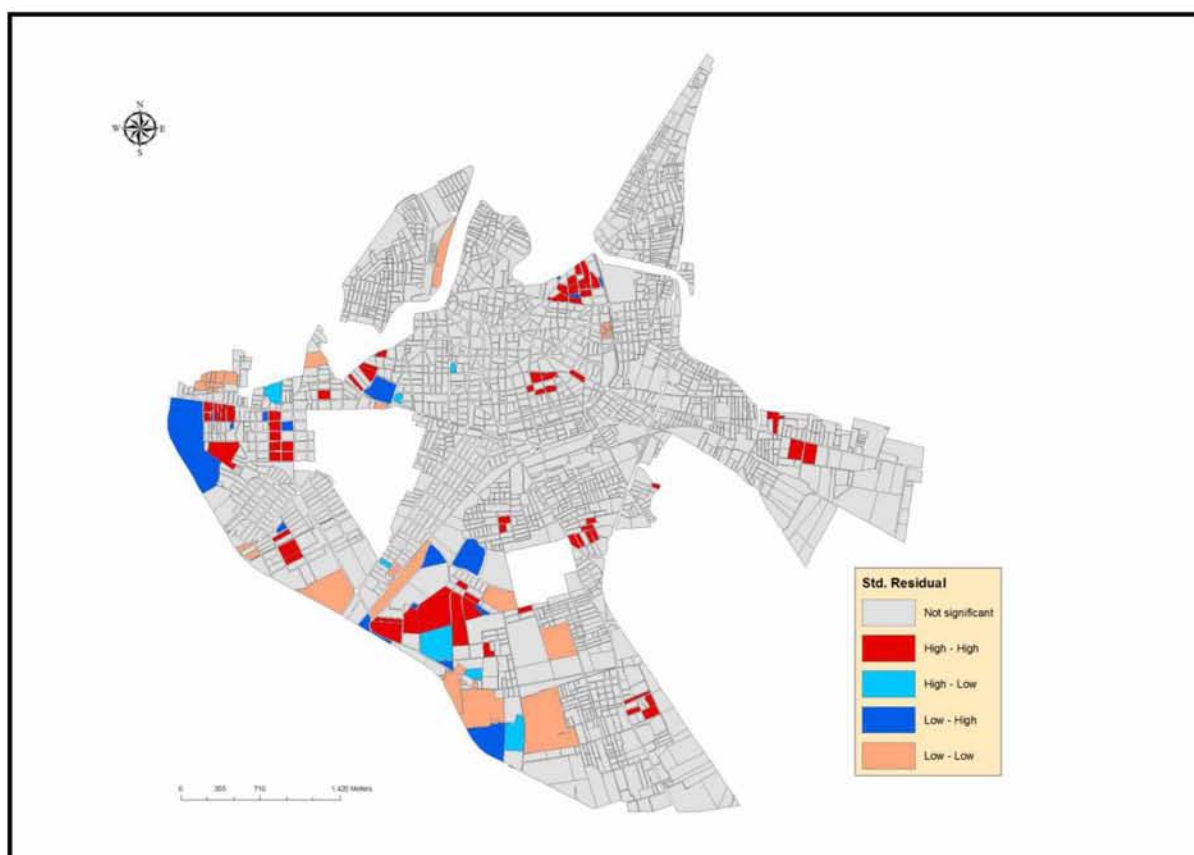 N
W E
S
Std. Residual
Not significant
High - High
High - Low
Low - High
Low - Low
0 355 710 1,420 Meters